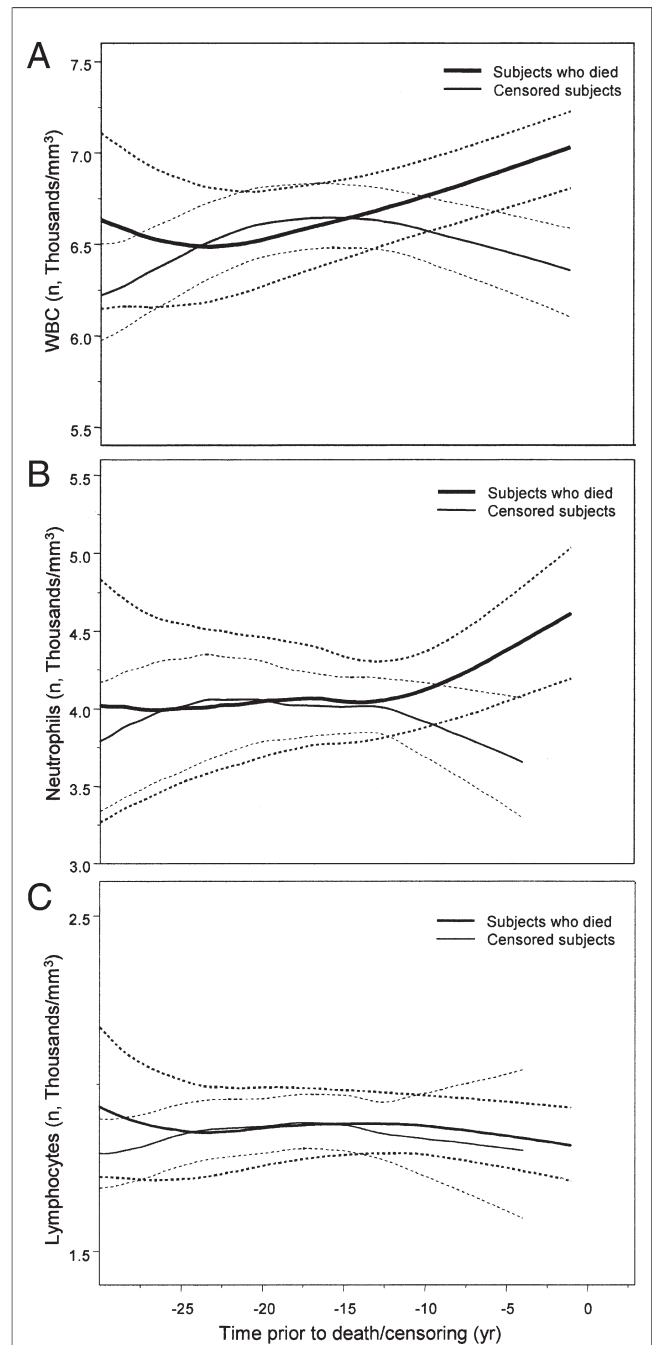 A
7.5
7.0
6.5
6.0
5.5
WBC (n, Thousands/mm³)
Subjects who died
Censored subjects
B
5.5
5.0
4.5
4.0
3.5
3.0
Neutrophils (n, Thousands/mm³)
Subjects who died
Censored subjects
C
2.5
1.5
Lymphocytes (n, Thousands/mm³)
Subjects who died
Censored subjects
-25 -20 -15 -10 -5 0
Time prior to death/censoring (yr)